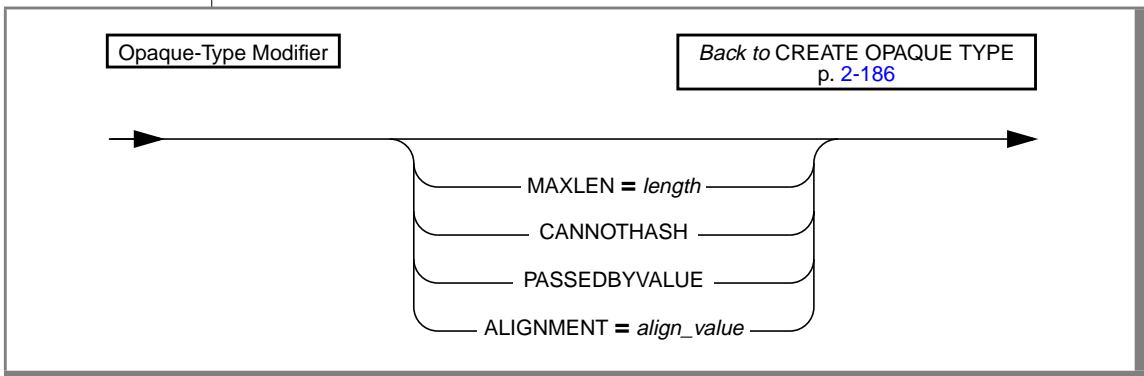 Opaque-Type Modifier
Back to CREATE OPAQUE TYPE
p. 2-186
MAXLEN = length
CANNOTHASH
PASSEDBYVALUE
ALIGNMENT = align_value